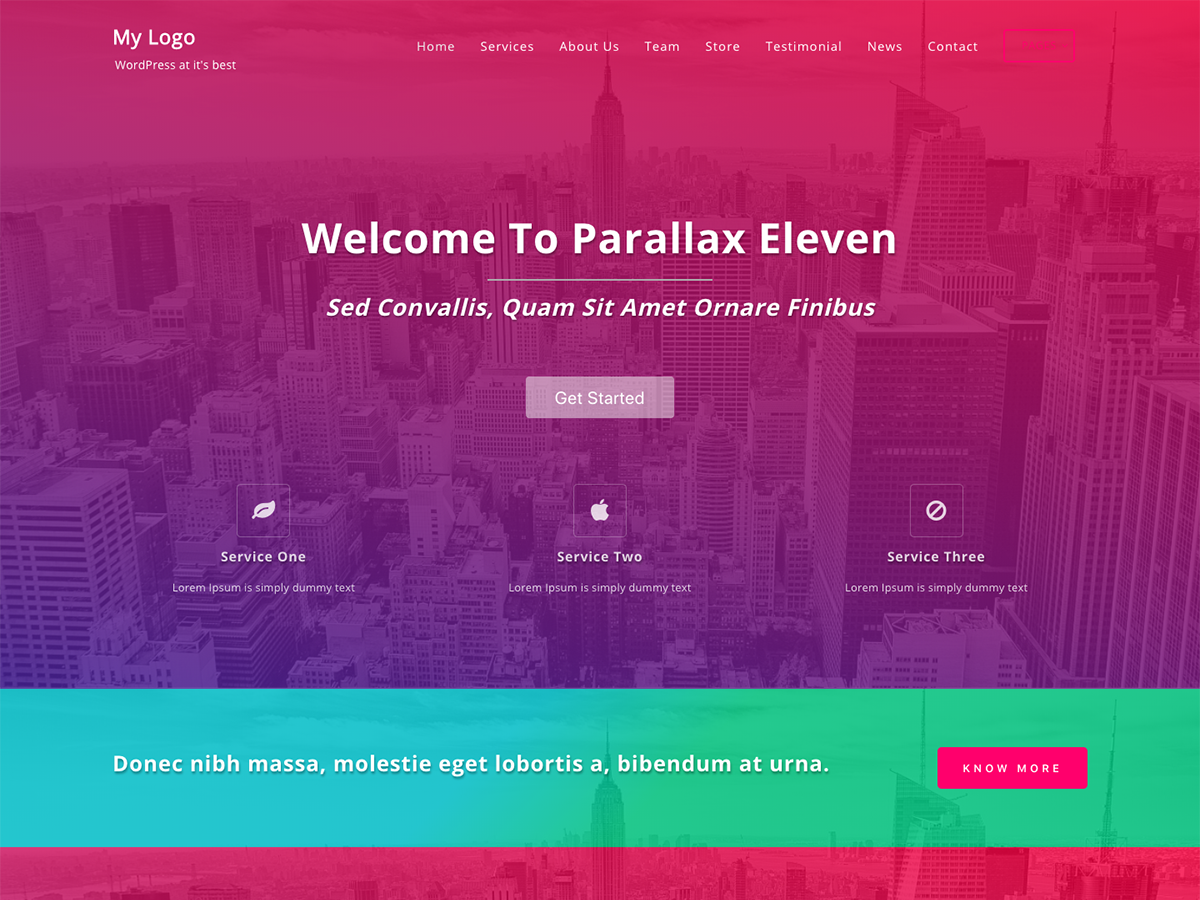 My Logo
WordPress at it's best
Home Services About Us Team Store Testimonial News Contact
Welcome To Parallax Eleven
Sed Convallis, Quam Sit Amet Ornare Finibus
Get Started
Service One Service Two Service Three
Lorem Ipsum is simply dummy text Lorem Ipsum is simply dummy text Lorem Ipsum is simply dummy text
Donec nibh massa, molestie eget lobortis a, bibendum at urna.
KNOW MORE